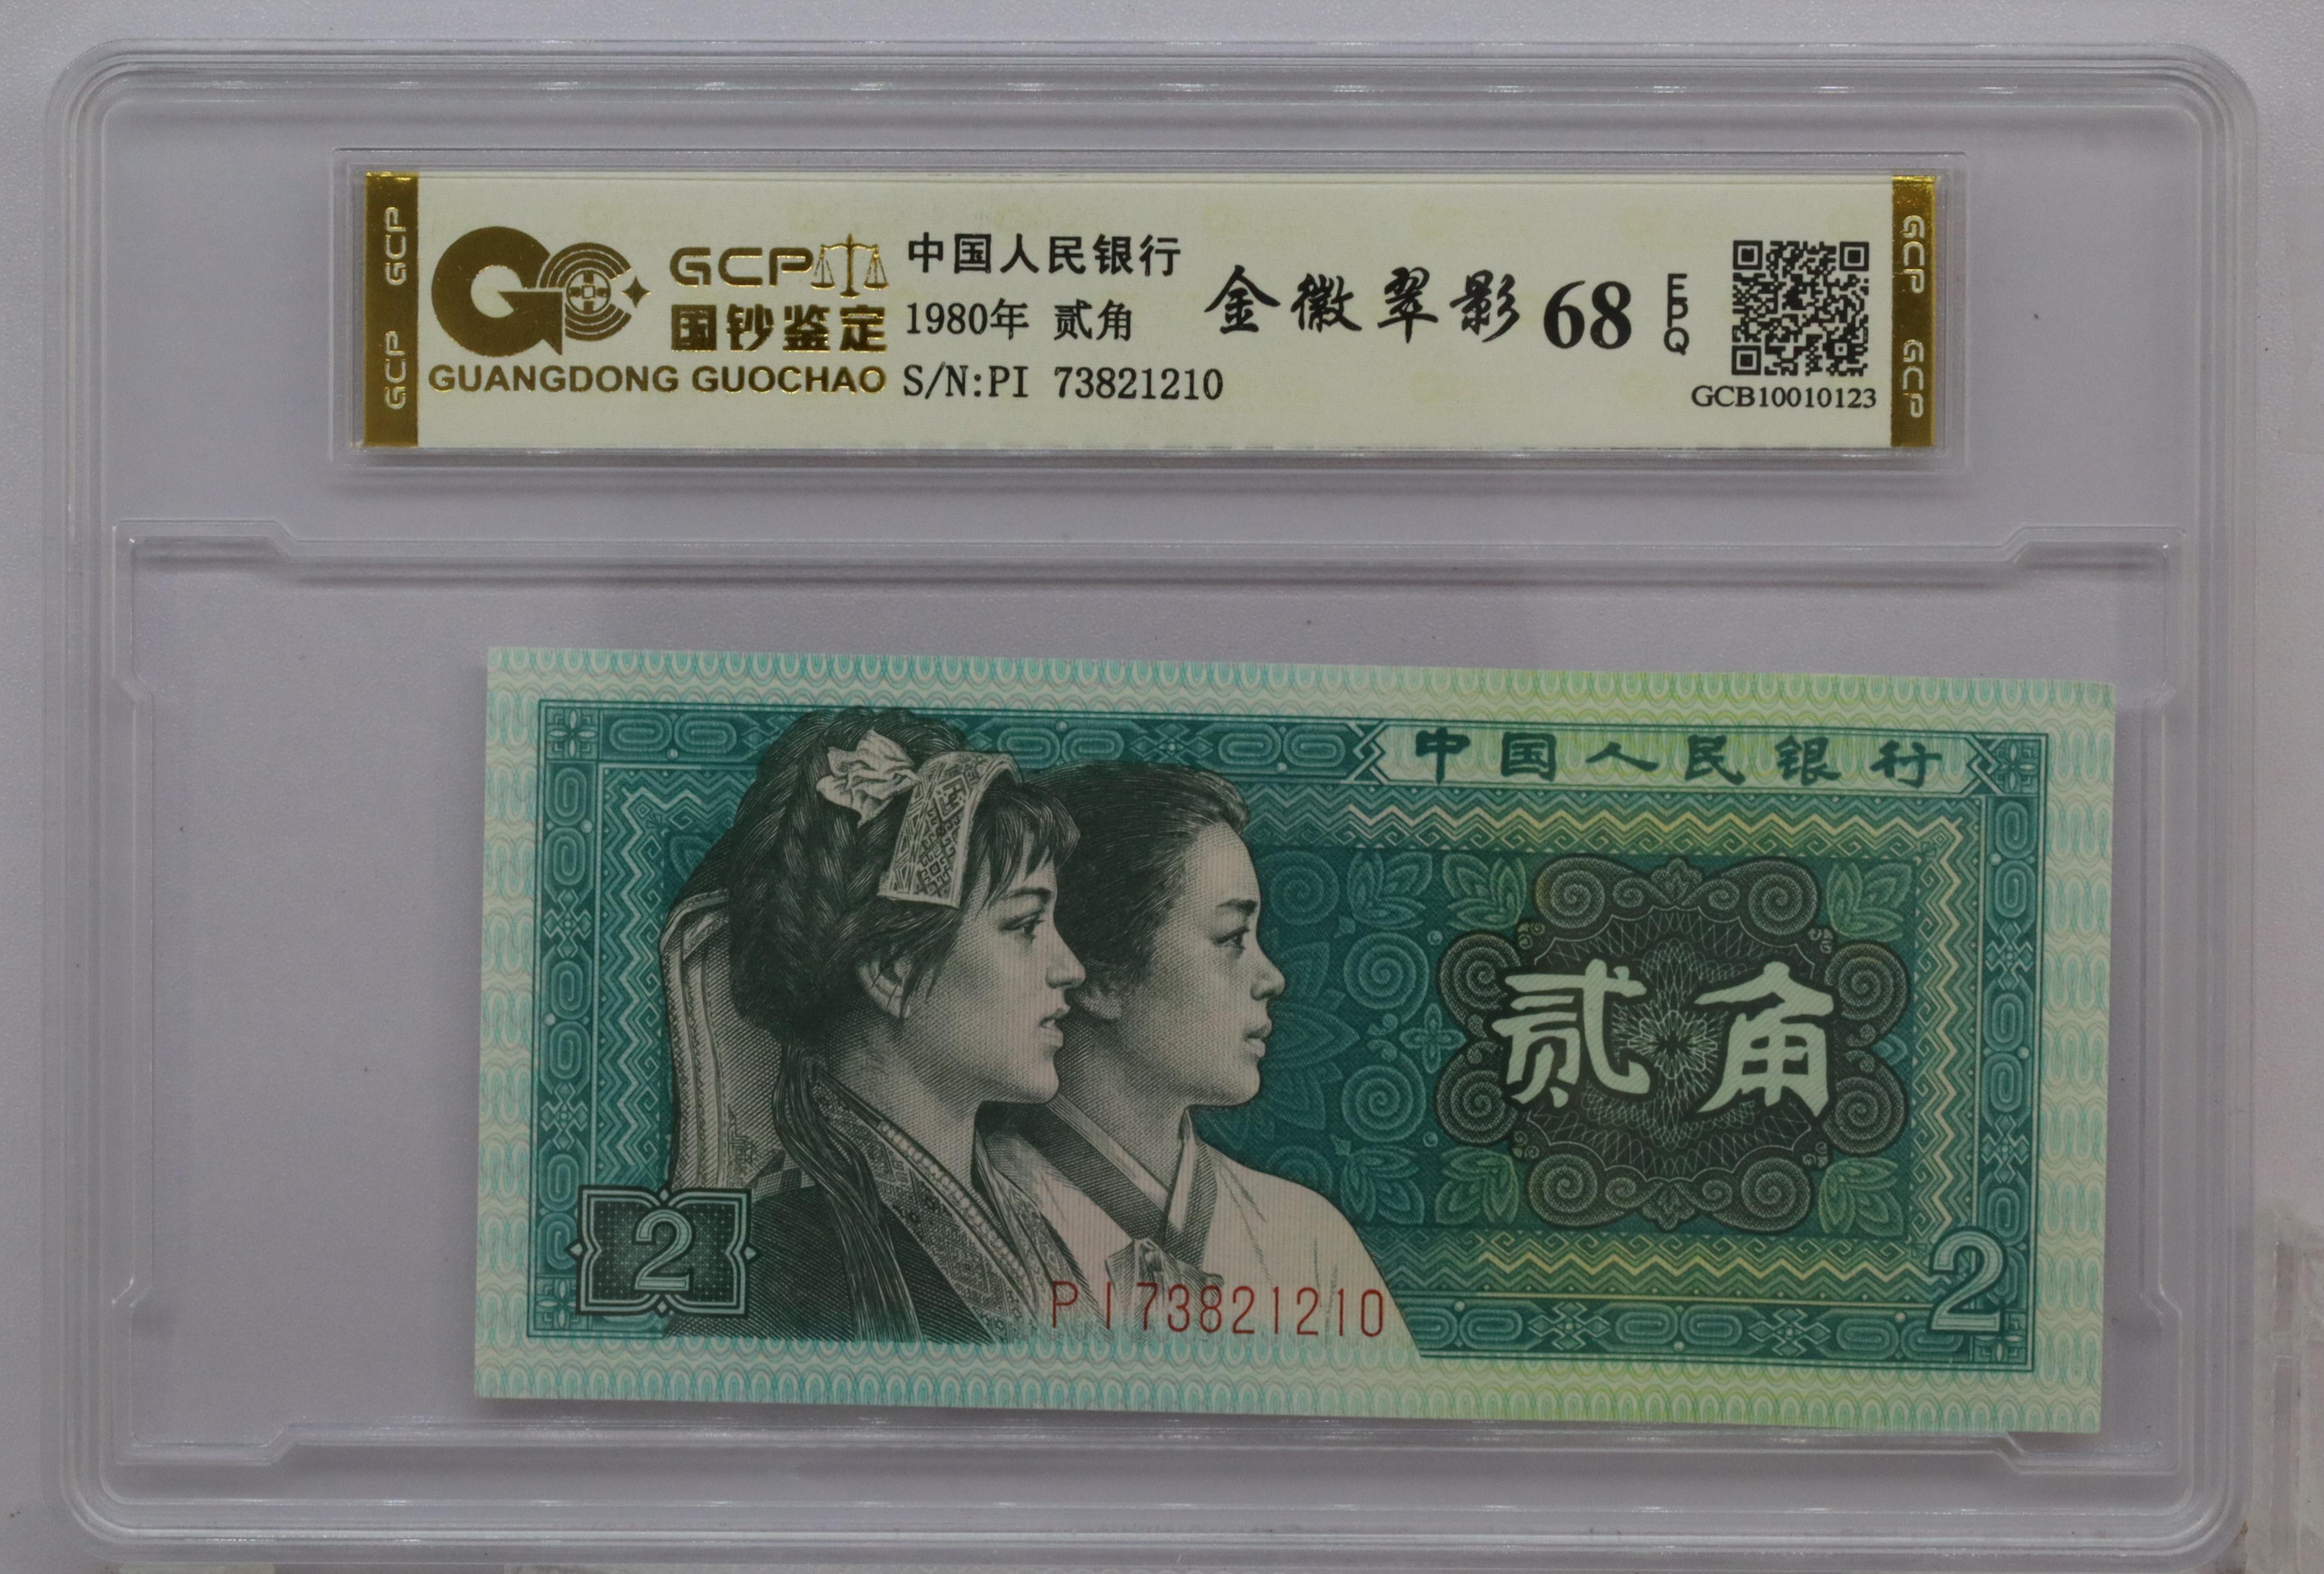 GCP GCP
GCP
国钞鉴定
GUANGDONG GUOCHAO
中国人民银行
1980年 贰角
S/N:PI 73821210
金徽翠影 68 EPQ
GCB10010123
GCP GCP
中国人民银行
贰角
2
2
PI73821210